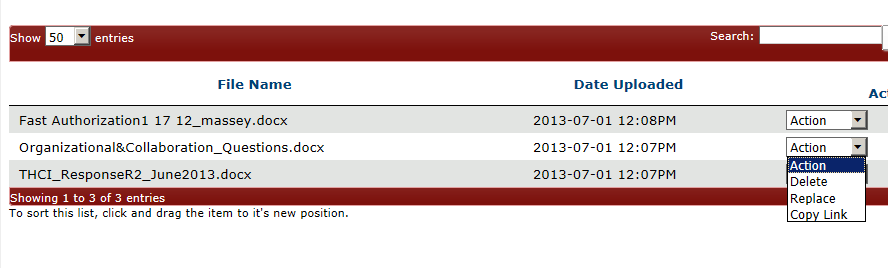 Show 50 entries Search:
File Name Date Uploaded
Fast Authorization1 17 12_massey.docx 2013-07-01 12:08PM Action
Organizational&Collaboration_Questions.docx 2013-07-01 12:07PM Action
THCI_ResponseR2_June2013.docx 2013-07-01 12:07PM
Action
Delete
Replace
Copy Link
Showing 1 to 3 of 3 entries
To sort this list, click and drag the item to it's new position.